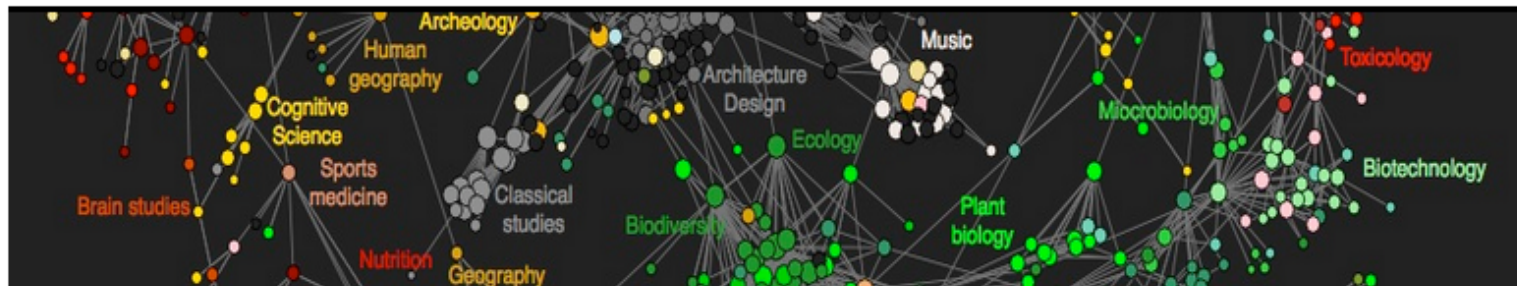 Archeology
Human
geography
Cognitive
Science
Sports
medicine
Brain studies
Nutrition
Geography
Classical
studies
Architecture
Design
Music
Ecology
Biodiversity
Plant
biology
Miocrobiology
Toxicology
Biotechnology